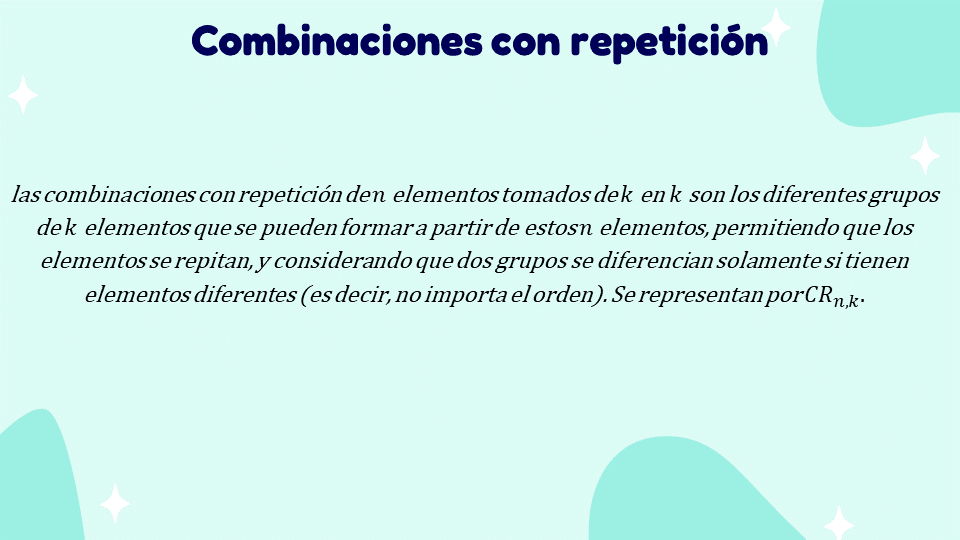 Combinaciones con repetición
las combinaciones con repetición de n elementos tomados de k en k son los diferentes grupos
de k elementos que se pueden formar a partir de estos n elementos, permitiendo que los
elementos se repitan, y considerando que dos grupos se diferencian solamente si tienen
elementos diferentes (es decir, no importa el orden). Se representan por CRₙ,ₖ.